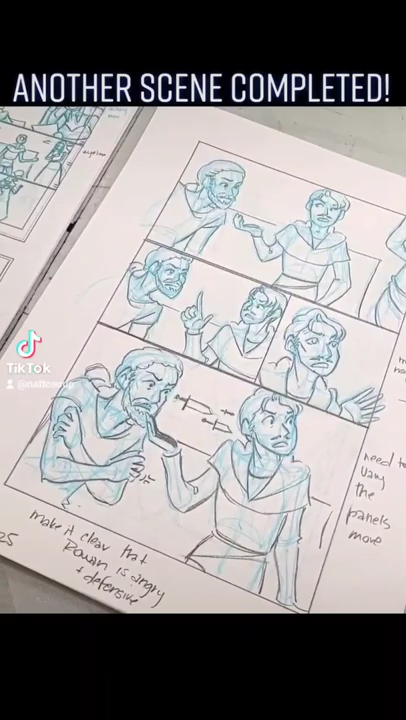 ANOTHER SCENE COMPLETED!
TikTok
need to
vary
the
panels
more
make it clear that
Rowan is angry
+ defensive
25